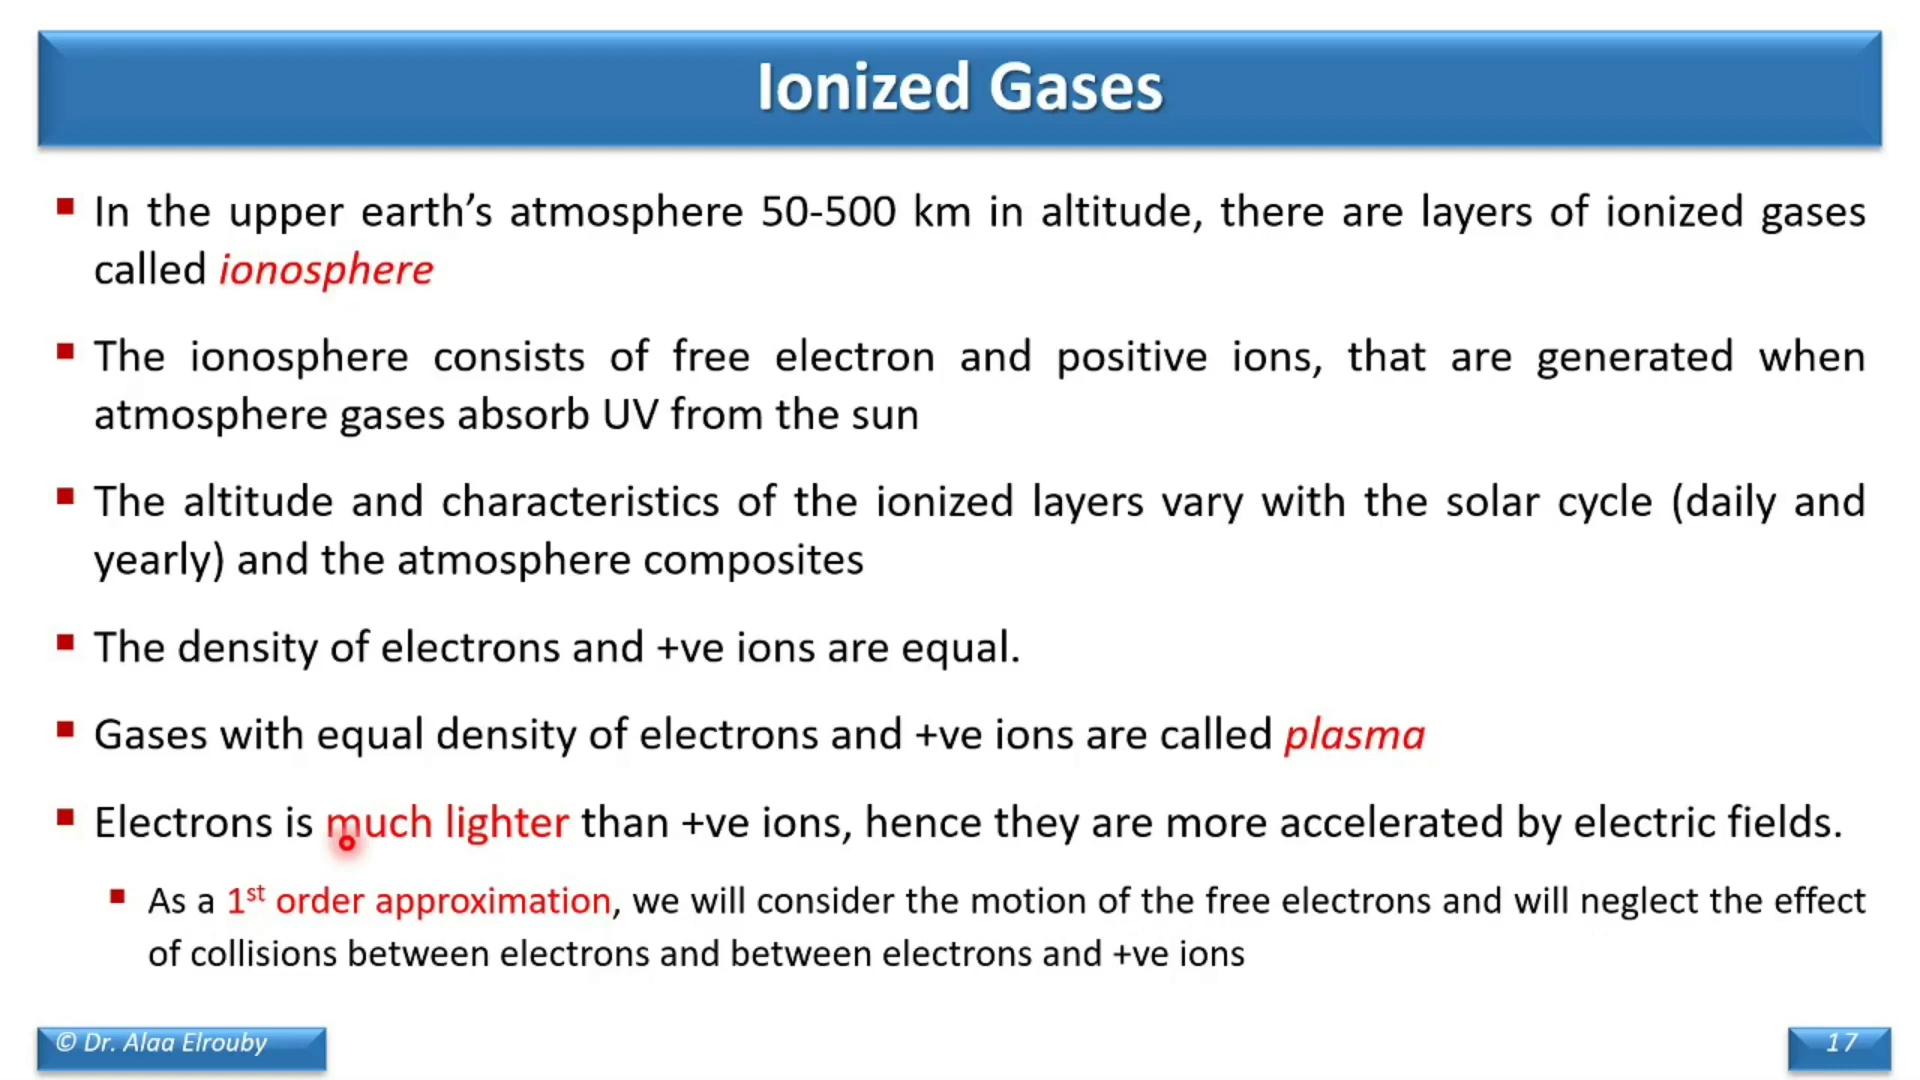 Ionized Gases
In the upper earth’s atmosphere 50-500 km in altitude, there are layers of ionized gases
called ionosphere
The ionosphere consists of free electron and positive ions, that are generated when
atmosphere gases absorb UV from the sun
The altitude and characteristics of the ionized layers vary with the solar cycle (daily and
yearly) and the atmosphere composites
The density of electrons and +ve ions are equal.
Gases with equal density of electrons and +ve ions are called plasma
Electrons is much lighter than +ve ions, hence they are more accelerated by electric fields.
As a 1st order approximation, we will consider the motion of the free electrons and will neglect the effect
of collisions between electrons and between electrons and +ve ions
© Dr. Alaa Elrouby
17